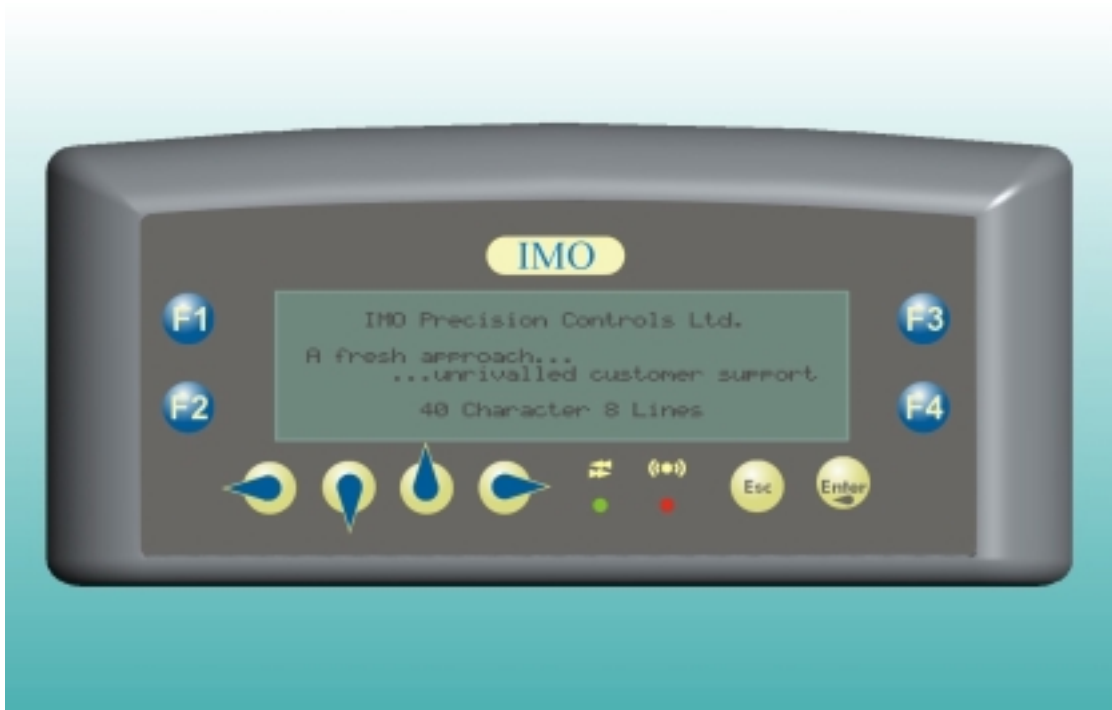 IMO
F1
IMO Precision Controls Ltd.
F3
A fresh approach...
...unrivalled customer support
F2
40 Character 8 Lines
F4
Esc
Enter